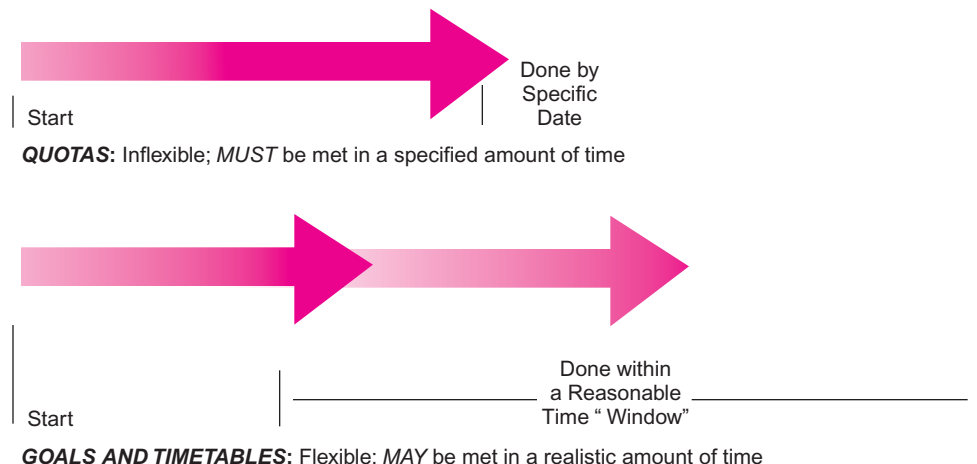 Done by
Specific
Date
Start
QUOTAS: Inflexible; MUST be met in a specified amount of time
Done within
a Reasonable
Time “ Window”
Start
GOALS AND TIMETABLES: Flexible; MAY be met in a realistic amount of time